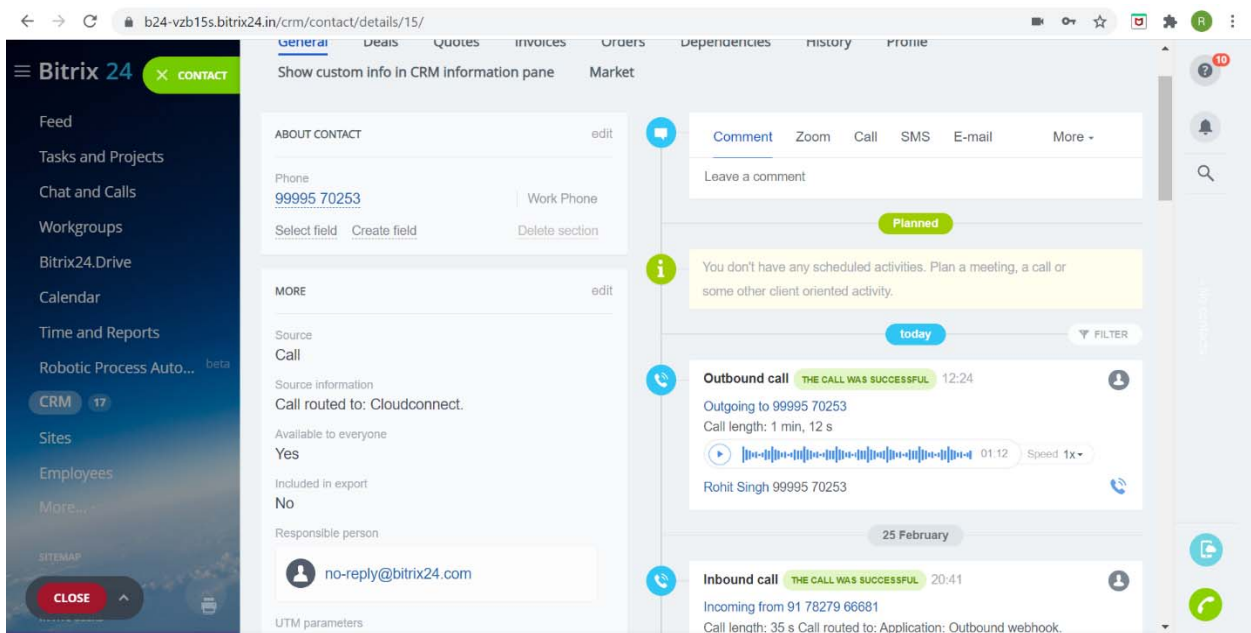 b24-vzb15s.bitrix24.in/crm/contact/details/15/
R
General Deals Quotes Invoices Orders Dependencies History Profile
Show custom info in CRM information pane Market
Bitrix 24
CONTACT
Feed
Tasks and Projects
Chat and Calls
Workgroups
Bitrix24.Drive
Calendar
Time and Reports
Robotic Process Auto... beta
CRM 17
Sites
Employees
More...
SITEMAP
CLOSE
ABOUT CONTACT edit
Phone
99995 70253 Work Phone
Select field Create field Delete section
MORE edit
Source
Call
Source information
Call routed to: Cloudconnect.
Available to everyone
Yes
Included in export
No
Responsible person
no-reply@bitrix24.com
UTM parameters
Comment Zoom Call SMS E-mail More
Leave a comment
Planned
You don't have any scheduled activities. Plan a meeting, a call or
some other client oriented activity.
today FILTER
Outbound call THE CALL WAS SUCCESSFUL 12:24
Outgoing to 99995 70253
Call length: 1 min, 12 s
01:12 Speed 1x
Rohit Singh 99995 70253
25 February
Inbound call THE CALL WAS SUCCESSFUL 20:41
Incoming from 91 78279 66681
Call length: 35 s Call routed to: Application: Outbound webhook.
10